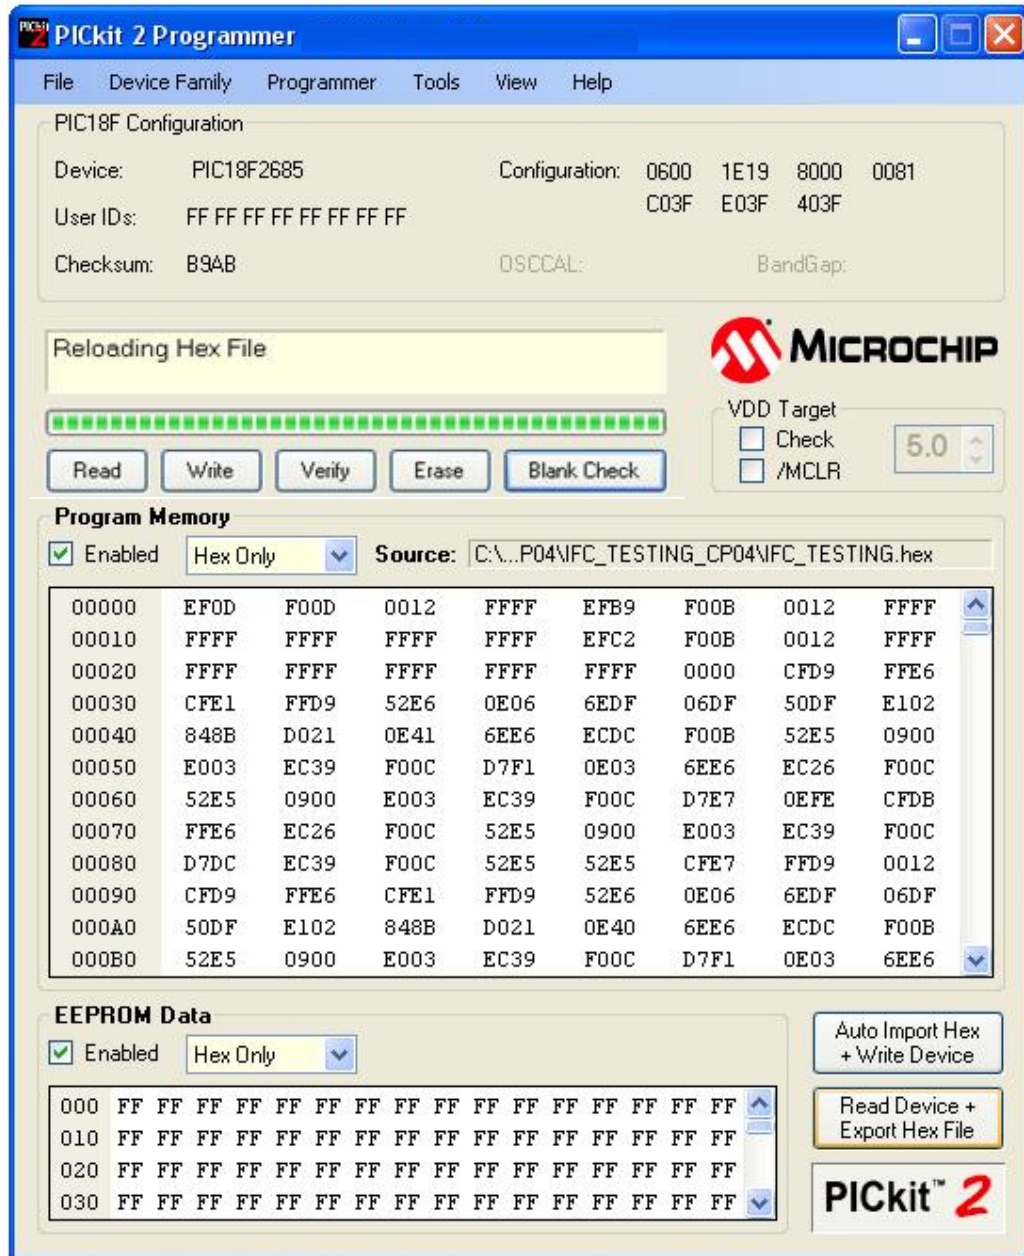 PICkit 2 Programmer
File Device Family Programmer Tools View Help
PIC18F Configuration
Device: PIC18F2685 Configuration: 0600 1E19 8000 0081
C03F E03F 403F
User IDs: FF FF FF FF FF FF FF FF
Checksum: B9AB OSCCAL: BandGap:
Reloading Hex File
MICROCHIP
VDD Target
Check
/MCLR
5.0
Read Write Verify Erase Blank Check
Program Memory
Enabled Hex Only Source: C:\...P04\IFC_TESTING_CP04\IFC_TESTING.hex
00000 EF0D F00D 0012 FFFF EFB9 F00B 0012 FFFF
00010 FFFF FFFF FFFF FFFF EFC2 F00B 0012 FFFF
00020 FFFF FFFF FFFF FFFF FFFF 0000 CFD9 FFE6
00030 CFE1 FFD9 52E6 0E06 6EDF 06DF 50DF E102
00040 848B D021 0E41 6EE6 ECDC F00B 52E5 0900
00050 E003 EC39 F00C D7F1 0E03 6EE6 EC26 F00C
00060 52E5 0900 E003 EC39 F00C D7E7 0EFE CFDB
00070 FFE6 EC26 F00C 52E5 0900 E003 EC39 F00C
00080 D7DC EC39 F00C 52E5 52E5 CFE7 FFD9 0012
00090 CFD9 FFE6 CFE1 FFD9 52E6 0E06 6EDF 06DF
000A0 50DF E102 848B D021 0E40 6EE6 ECDC F00B
000B0 52E5 0900 E003 EC39 F00C D7F1 0E03 6EE6
EEPROM Data
Enabled Hex Only
000 FF FF FF FF FF FF FF FF FF FF FF FF FF FF FF FF
010 FF FF FF FF FF FF FF FF FF FF FF FF FF FF FF FF
020 FF FF FF FF FF FF FF FF FF FF FF FF FF FF FF FF
030 FF FF FF FF FF FF FF FF FF FF FF FF FF FF FF FF
Auto Import Hex
+ Write Device
Read Device +
Export Hex File
PICkit™ 2